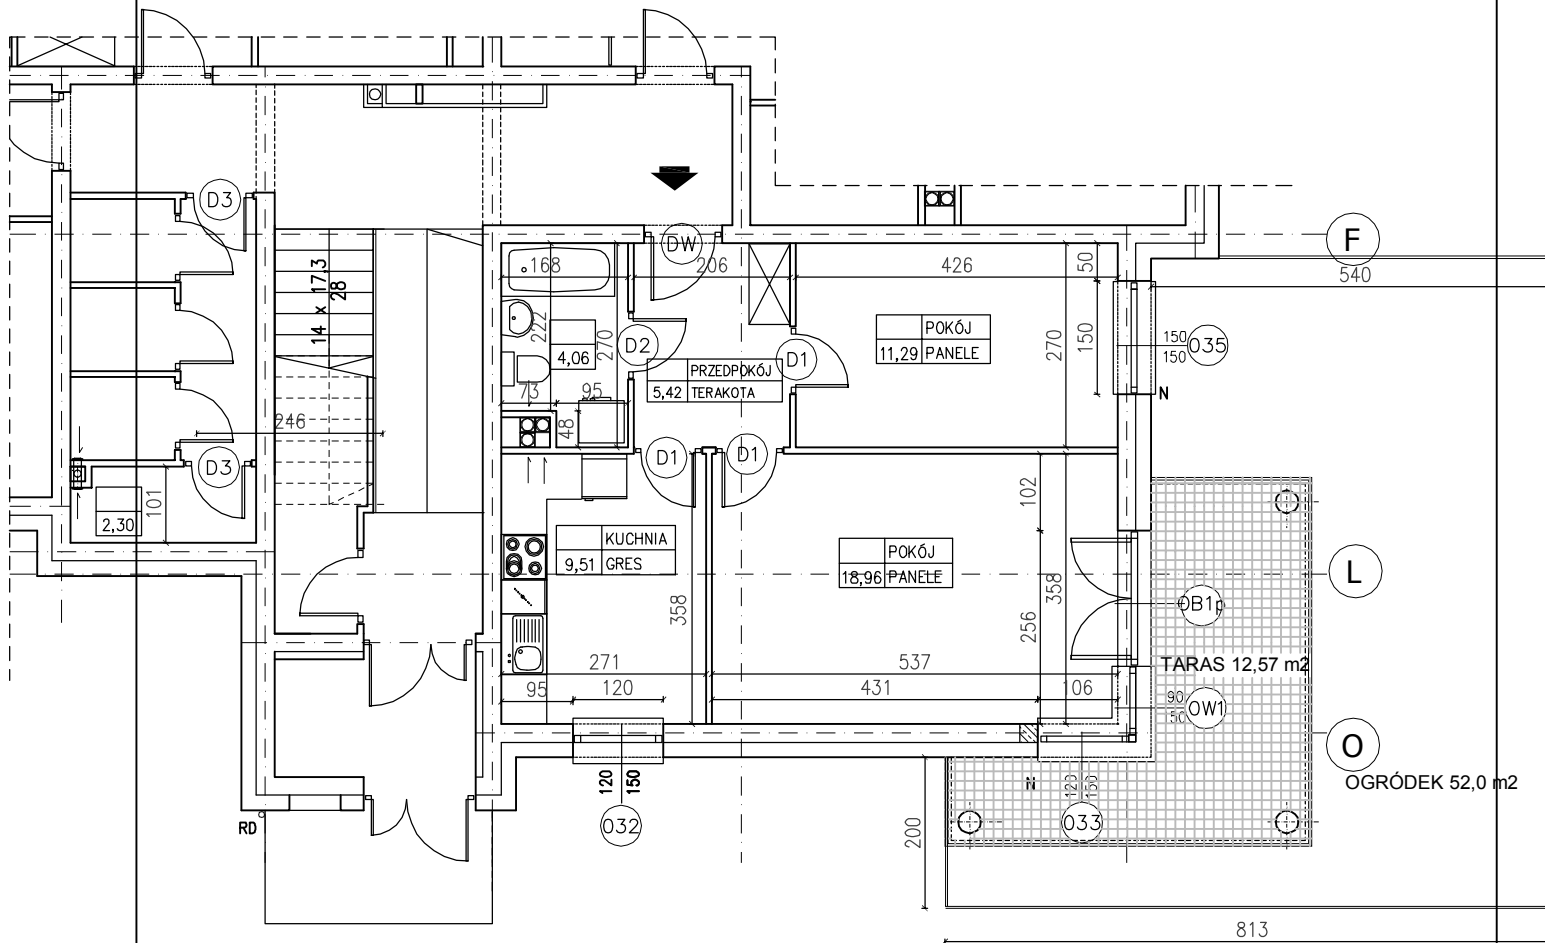 D3
DW
F
168
206
426
50
540
14 x 17,3
28
222
4,06
270
D2
PRZEDPOKÓJ
5,42 TERAKOTA
D1
POKÓJ
11,29 PANELE
270
150
150
150
O35
N
73
95
48
246
D3
D1
D1
101
2,30
102
KUCHNIA
9,51 GRES
POKÓJ
18,96 PANELE
358
L
OB1p
358
256
271
537
TARAS 12,57 m2
95
120
431
106
90
50
OW1
O
OGRÓDEK 52,0 m2
120
150
N
120
150
RD
O32
O33
200
813